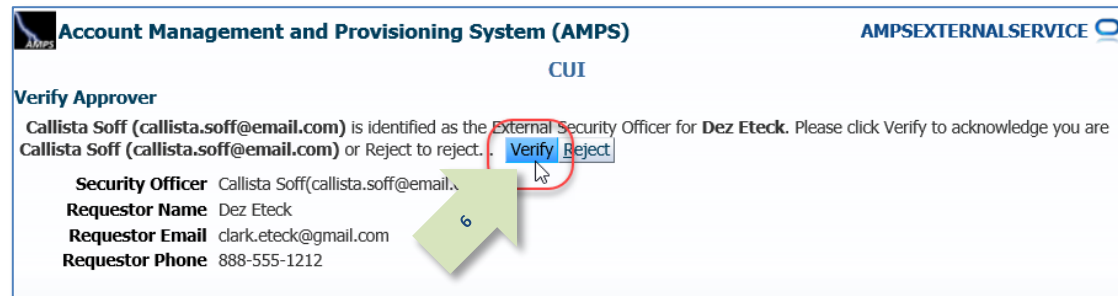 AMPS Account Management and Provisioning System (AMPS) AMPSEXTERNALSERVICE
CUI
Verify Approver
Callista Soff (callista.soff@email.com) is identified as the External Security Officer for Dez Eteck. Please click Verify to acknowledge you are
Callista Soff (callista.soff@email.com) or Reject to reject. . Verify Reject
Security Officer Callista Soff(callista.soff@email.
Requestor Name Dez Eteck
6
Requestor Email clark.eteck@gmail.com
Requestor Phone 888-555-1212